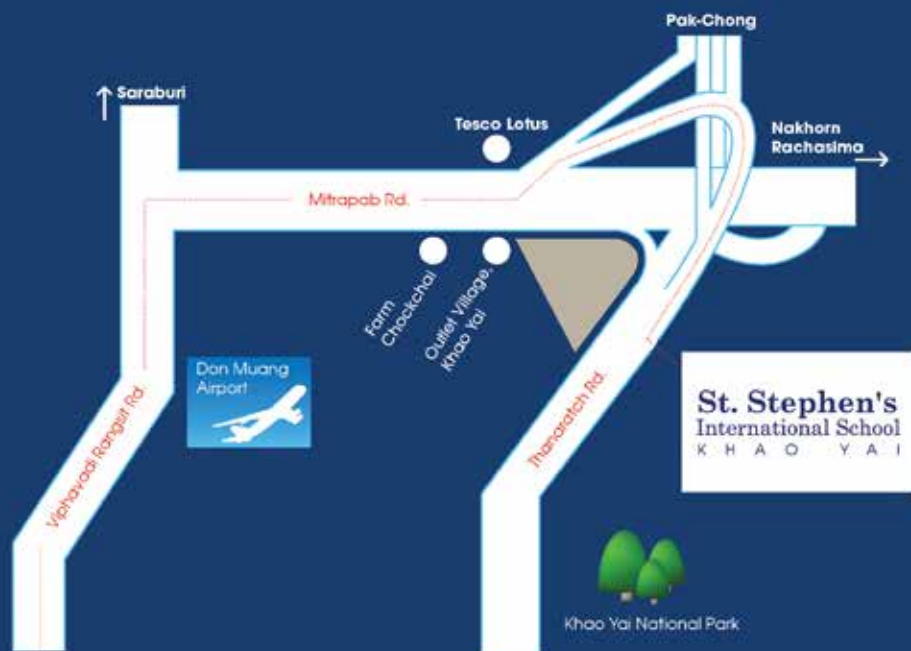 Pak-Chong
Saraburi
Tesco Lotus
Nakhorn
Rachasima
Mitrapab Rd.
Farm
Chockchai
Outlet Village,
Khao Yai
Don Muang
Airport
Viphavadi Rangsit Rd.
Thanaratch Rd.
St. Stephen's
International School
KHAO YAI
Khao Yai National Park